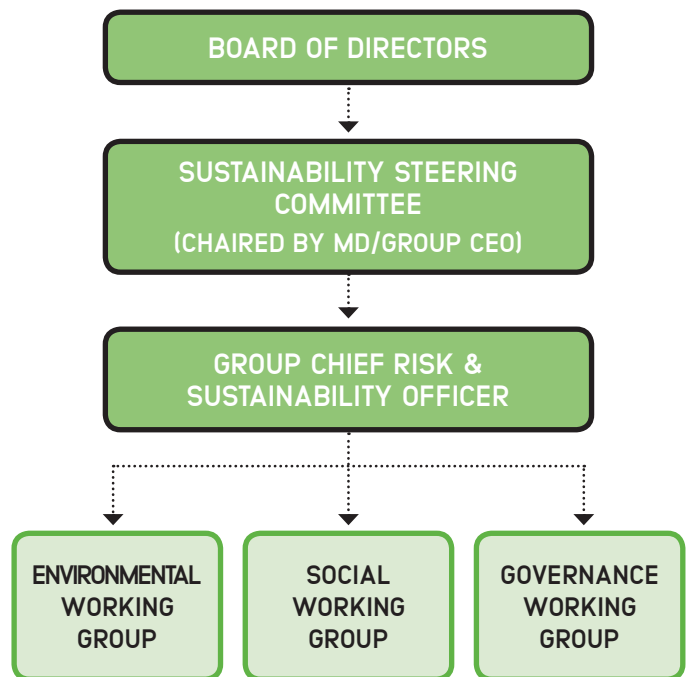 BOARD OF DIRECTORS
SUSTAINABILITY STEERING
COMMITTEE
(CHAIRED BY MD/GROUP CEO)
GROUP CHIEF RISK &
SUSTAINABILITY OFFICER
ENVIRONMENTAL
WORKING
GROUP
SOCIAL
WORKING
GROUP
GOVERNANCE
WORKING
GROUP